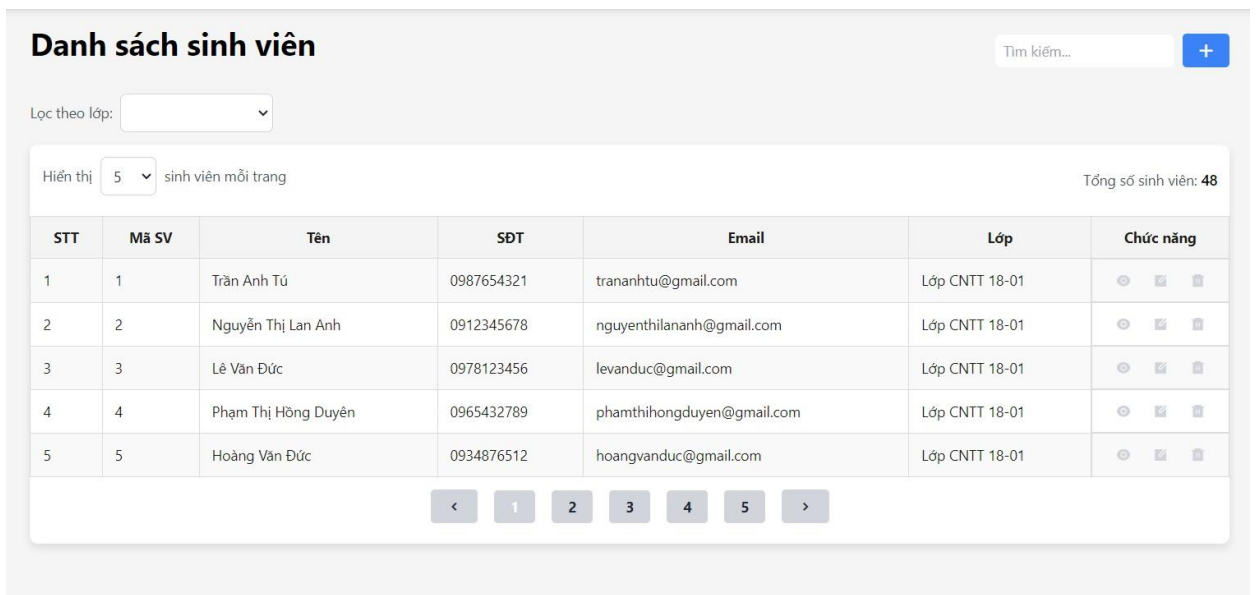 Danh sách sinh viên
Tìm kiếm...
+
Lọc theo lớp:
Hiển thị 5 sinh viên mỗi trang
Tổng số sinh viên: 48
STT Mã SV Tên SĐT Email Lớp Chức năng
1 1 Trần Anh Tú 0987654321 trananhtu@gmail.com Lớp CNTT 18-01
2 2 Nguyễn Thị Lan Anh 0912345678 nguyenthilananh@gmail.com Lớp CNTT 18-01
3 3 Lê Văn Đức 0978123456 levanduc@gmail.com Lớp CNTT 18-01
4 4 Phạm Thị Hồng Duyên 0965432789 phamthihongduyen@gmail.com Lớp CNTT 18-01
5 5 Hoàng Văn Đức 0934876512 hoangvanduc@gmail.com Lớp CNTT 18-01
< 1 2 3 4 5 >